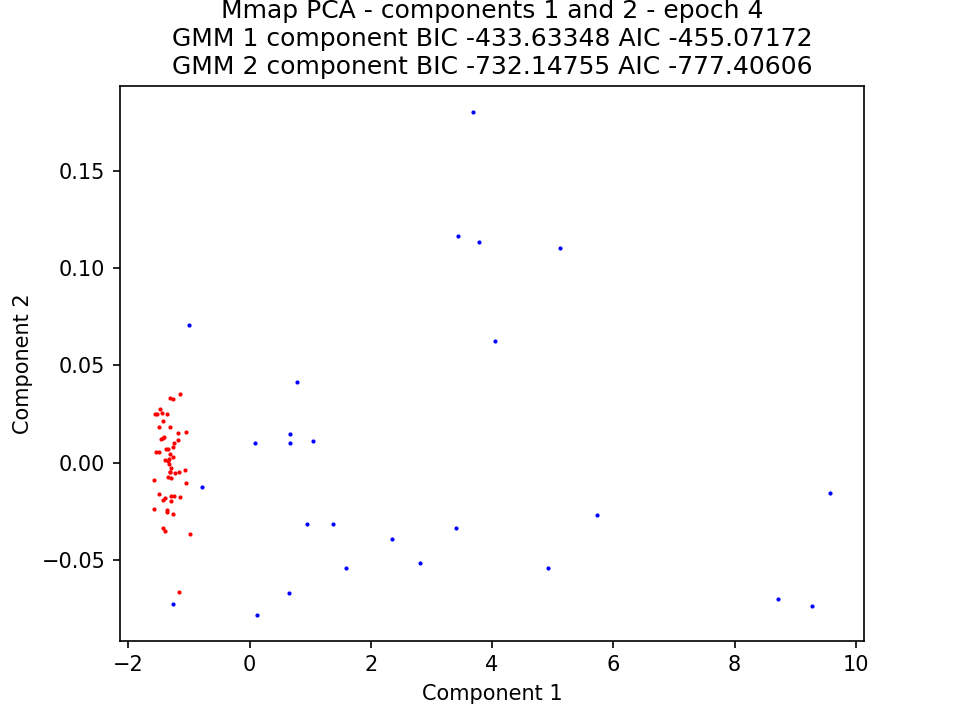 Mmap PCA - components 1 and 2 - epoch 4
GMM 1 component BIC -433.63348 AIC -455.07172
GMM 2 component BIC -732.14755 AIC -777.40606
0.15
0.10
0.05
0.00
−0.05
Component 2
−2 0 2 4 6 8 10
Component 1